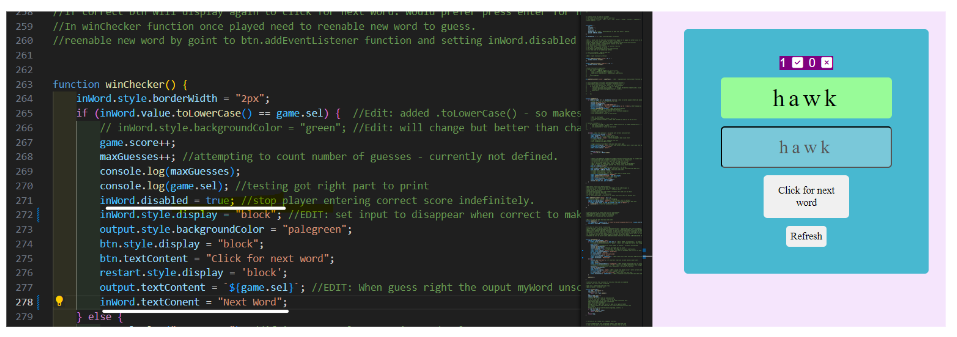 258 //If correct btn will display again to click for next word. Would prefer press enter for
259 //In winChecker function once played need to reenable new word to guess.
260 //reenable new word by goint to btn.addEventListener function and setting inWord.disabled
261
262
263 function winChecker() {
264 inWord.style.borderWidth = "2px";
265 if (inWord.value.toLowerCase() == game.sel) { //Edit: added .toLowerCase() - so makes
266 // inWord.style.backgroundColor = "green"; //Edit: will change but better than cha
267 game.score++;
268 maxGuesses++; //attempting to count number of guesses - currently not defined.
269 console.log(maxGuesses);
270 console.log(game.sel); //testing got right part to print
271 inWord.disabled = true; //stop player entering correct score indefinitely.
272 inWord.style.display = "block"; //EDIT: set input to disappear when correct to mak
273 output.style.backgroundColor = "palegreen";
274 btn.style.display = "block";
275 btn.textContent = "Click for next word";
276 restart.style.display = 'block';
277 output.textContent = `${game.sel}`; //EDIT: When guess right the ouput myWord unsc
278 inWord.textConent = "Next Word";
279 } else {
1 0
hawk
hawk
Click for next
word
Refresh